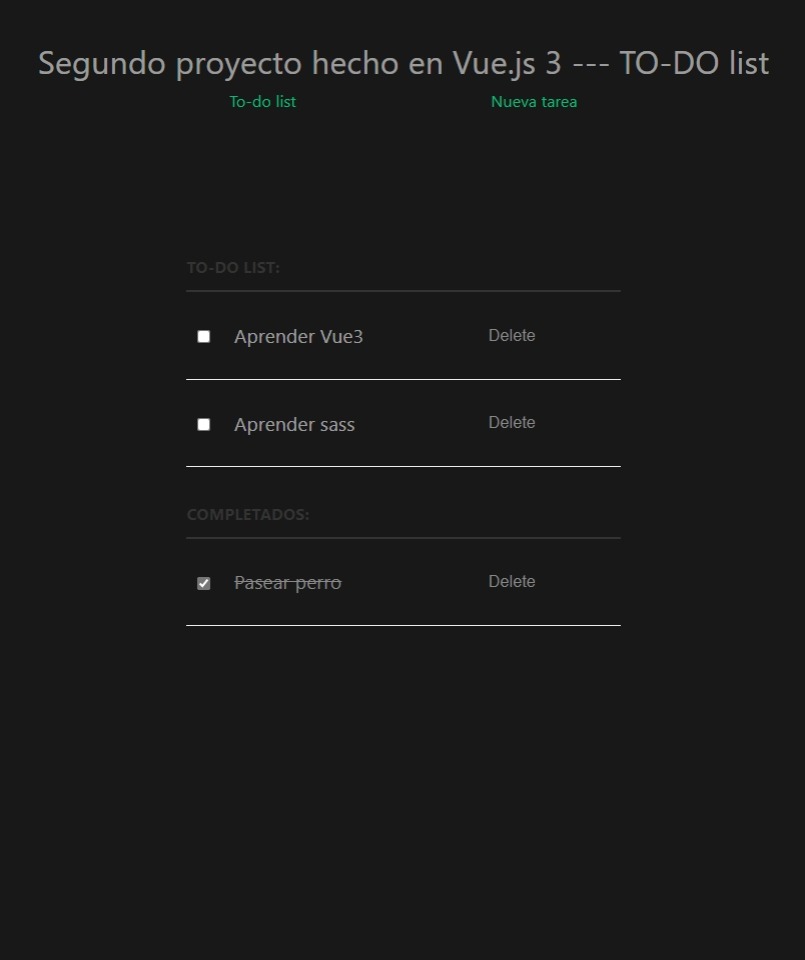 Segundo proyecto hecho en Vue.js 3 --- TO-DO list
To-do list Nueva tarea
TO-DO LIST:
Aprender Vue3 Delete
Aprender sass Delete
COMPLETADOS:
Pasear perro Delete